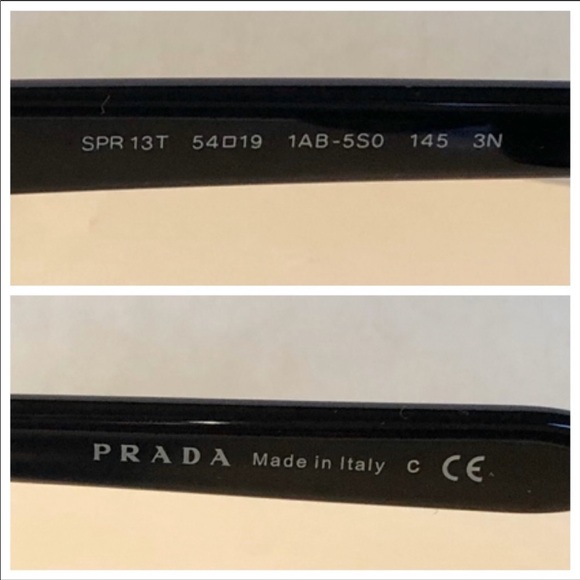 SPR 13T 54□19 1AB-5S0 145 3N
PRADA Made in Italy C CE